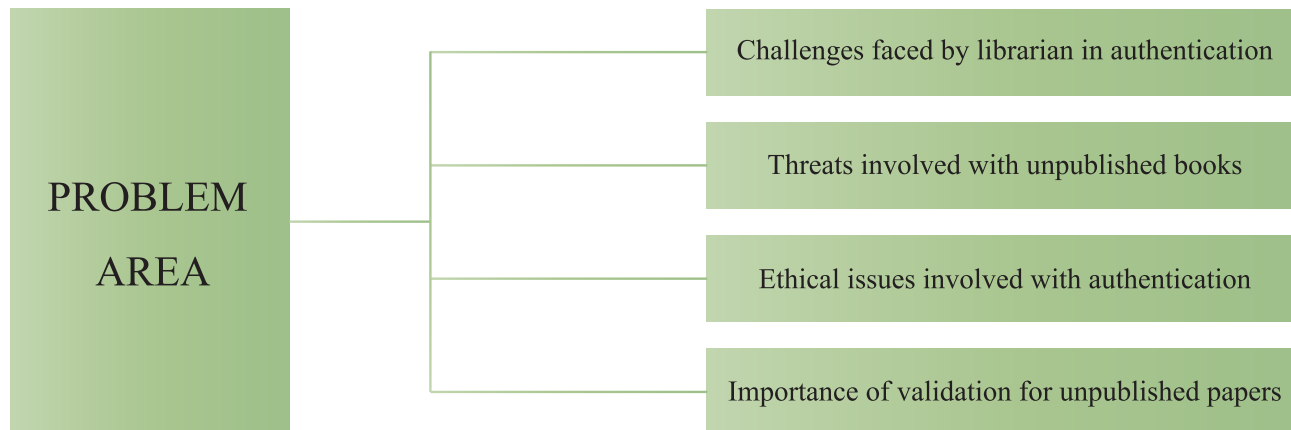 PROBLEM
AREA
Challenges faced by librarian in authentication
Threats involved with unpublished books
Ethical issues involved with authentication
Importance of validation for unpublished papers